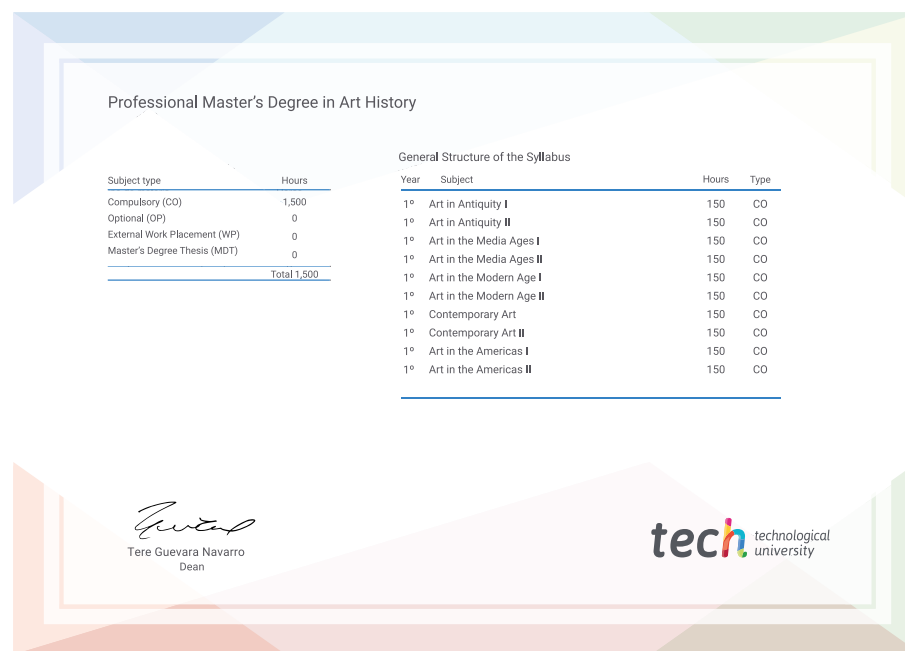 Professional Master's Degree in Art History
Subject type Hours
Compulsory (CO) 1,500
Optional (OP) 0
External Work Placement (WP) 0
Master's Degree Thesis (MDT) 0
Total 1,500
General Structure of the Syllabus
Year Subject Hours Type
1º Art in Antiquity I 150 CO
1º Art in Antiquity II 150 CO
1º Art in the Media Ages I 150 CO
1º Art in the Media Ages II 150 CO
1º Art in the Modern Age I 150 CO
1º Art in the Modern Age II 150 CO
1º Contemporary Art 150 CO
1º Contemporary Art II 150 CO
1º Art in the Americas I 150 CO
1º Art in the Americas II 150 CO
Tere Guevara Navarro
Dean
tech technological
university